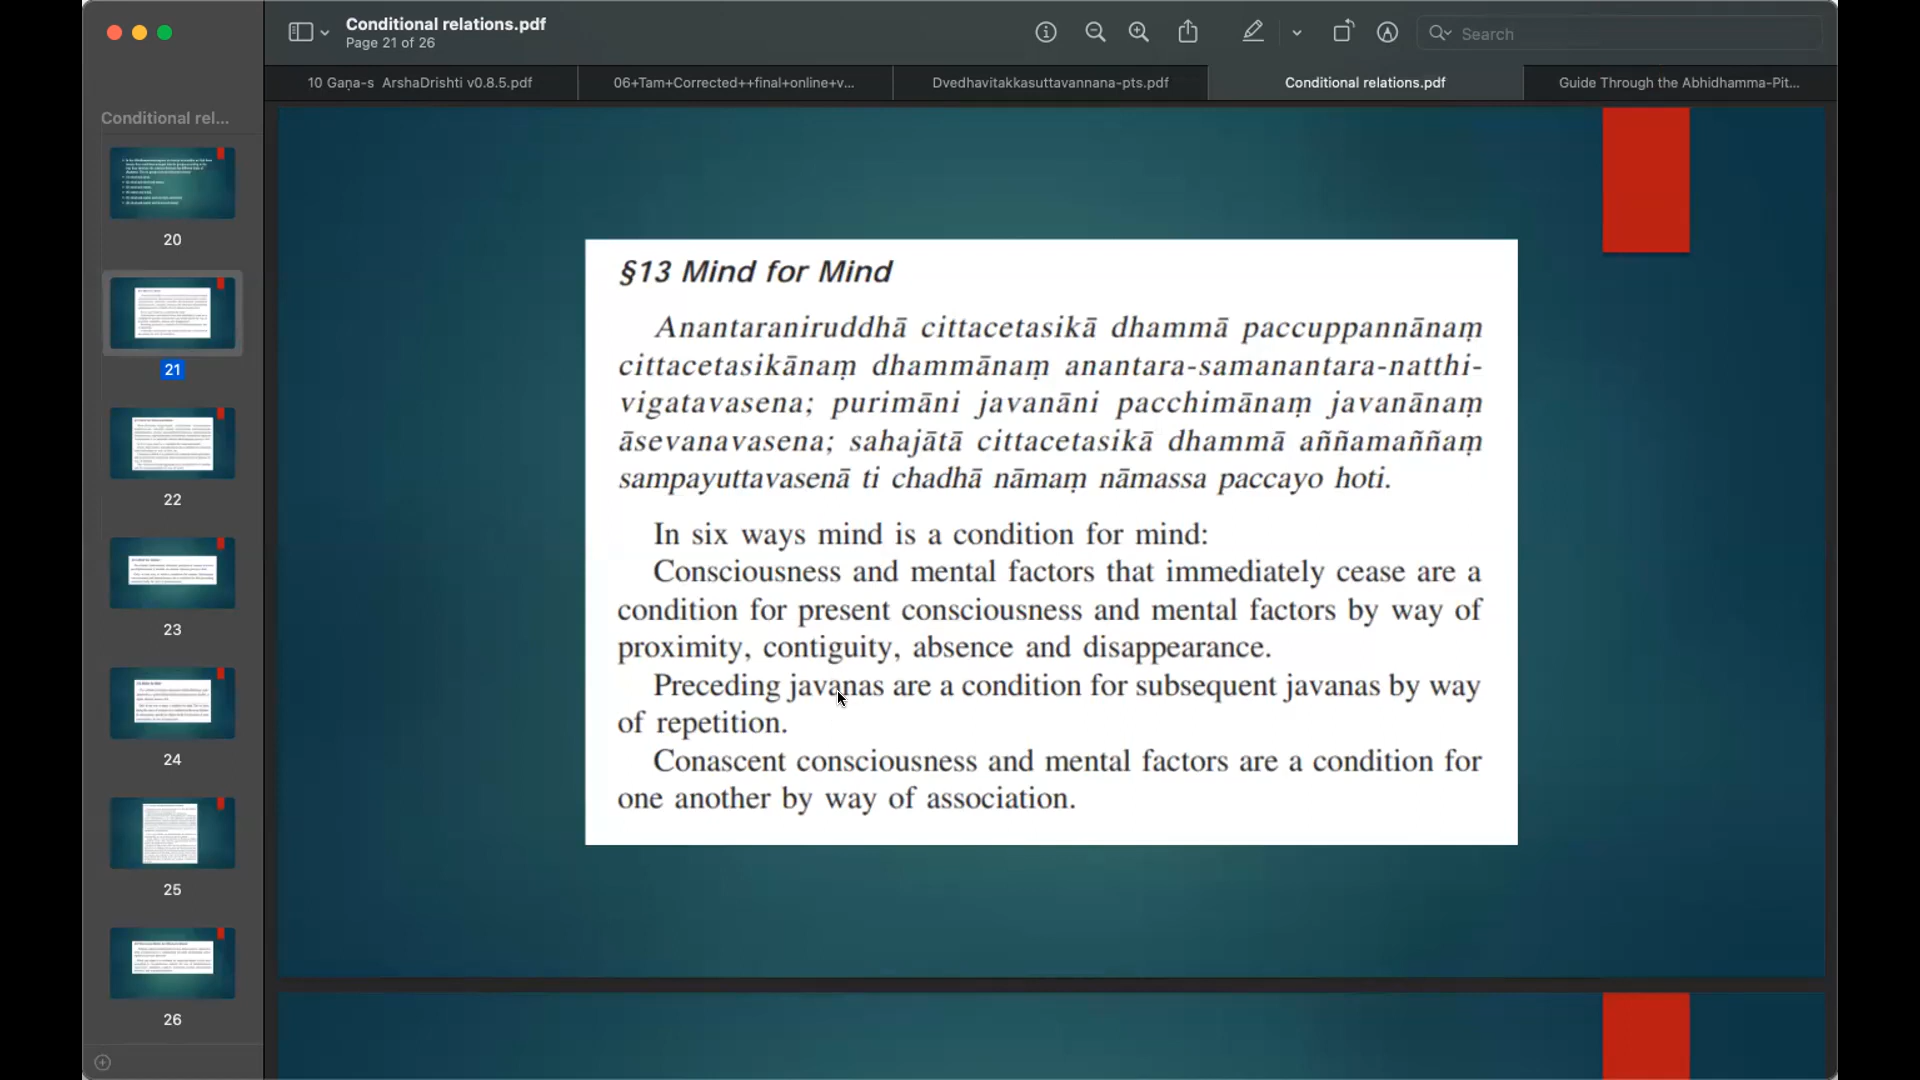 Conditional relations.pdf
Page 21 of 26
Search
10 Gaṇa-s ArshaDrishti v0.8.5.pdf
06+Tam+Corrected++final+online+v...
Dvedhavitakkasuttavannana-pts.pdf
Conditional relations.pdf
Guide Through the Abhidhamma-Pit...
Conditional rel...
20
21
22
23
24
25
26
§13 Mind for Mind
Anantaraniruddhā cittacetasikā dhammā paccuppannānaṃ
cittacetasikānaṃ dhammānaṃ anantara-samanantara-natthi-
vigatavasena; purimāni javanāni pacchimānaṃ javanānaṃ
āsevanavasena; sahajātā cittacetasikā dhammā aññamaññaṃ
sampayuttavasenā ti chadhā nāmaṃ nāmassa paccayo hoti.
In six ways mind is a condition for mind:
Consciousness and mental factors that immediately cease are a
condition for present consciousness and mental factors by way of
proximity, contiguity, absence and disappearance.
Preceding javanas are a condition for subsequent javanas by way
of repetition.
Conascent consciousness and mental factors are a condition for
one another by way of association.